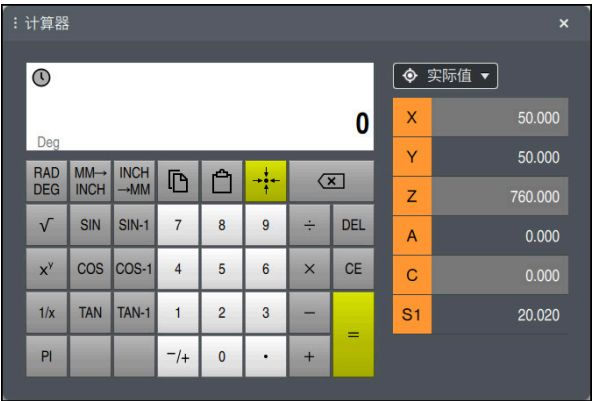 计算器 ×
实际值 ▼
0
Deg
X 50.000
Y 50.000
Z 760.000
A 0.000
C 0.000
S1 20.020
RAD DEG
MM→ INCH
INCH →MM
√ SIN SIN-1 7 8 9 ÷ DEL
x^Y COS COS-1 4 5 6 × CE
1/x TAN TAN-1 1 2 3 − =
PI −/+ 0 · +